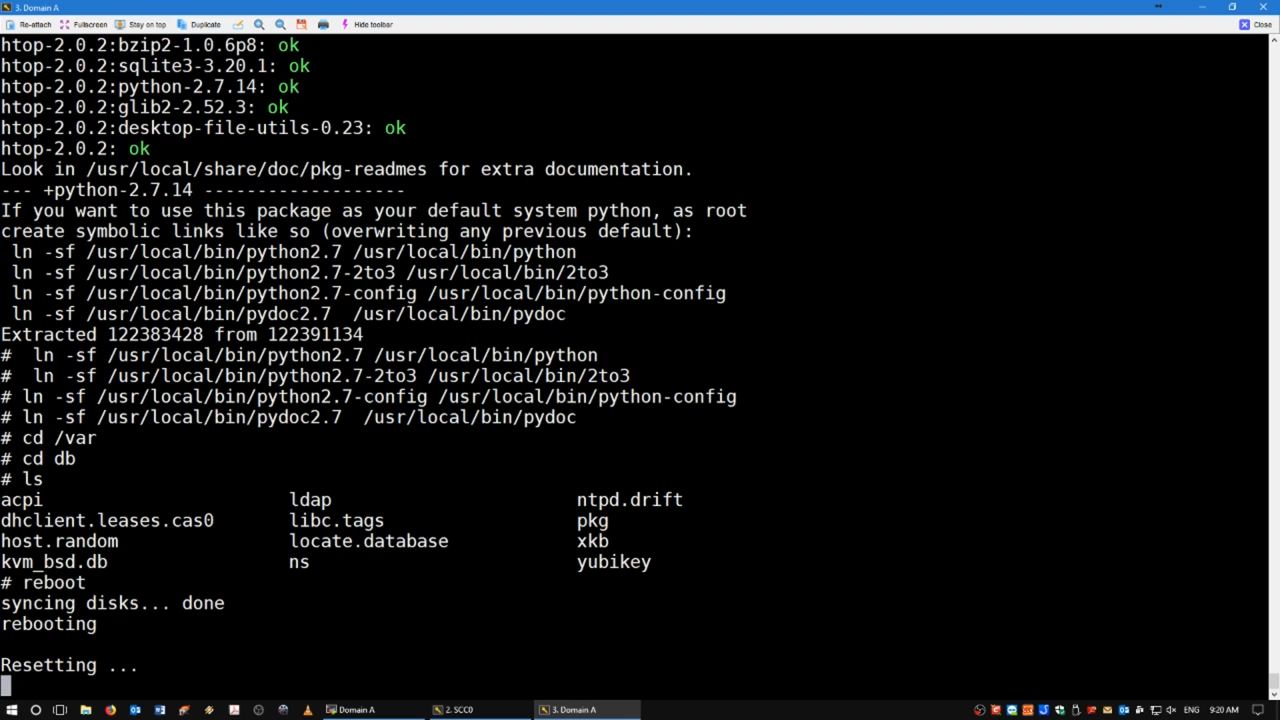 3. Domain A
Re-attach Fullscreen Stay on top Duplicate Hide toolbar Close
htop-2.0.2:bzip2-1.0.6p8: ok
htop-2.0.2:sqlite3-3.20.1: ok
htop-2.0.2:python-2.7.14: ok
htop-2.0.2:glib2-2.52.3: ok
htop-2.0.2:desktop-file-utils-0.23: ok
htop-2.0.2: ok
Look in /usr/local/share/doc/pkg-readmes for extra documentation.
--- +python-2.7.14 -------------------
If you want to use this package as your default system python, as root
create symbolic links like so (overwriting any previous default):
 ln -sf /usr/local/bin/python2.7 /usr/local/bin/python
 ln -sf /usr/local/bin/python2.7-2to3 /usr/local/bin/2to3
 ln -sf /usr/local/bin/python2.7-config /usr/local/bin/python-config
 ln -sf /usr/local/bin/pydoc2.7  /usr/local/bin/pydoc
Extracted 122383428 from 122391134
#  ln -sf /usr/local/bin/python2.7 /usr/local/bin/python
#  ln -sf /usr/local/bin/python2.7-2to3 /usr/local/bin/2to3
# ln -sf /usr/local/bin/python2.7-config /usr/local/bin/python-config
# ln -sf /usr/local/bin/pydoc2.7  /usr/local/bin/pydoc
# cd /var
# cd db
# ls
acpi ldap ntpd.drift
dhclient.leases.cas0 libc.tags pkg
host.random locate.database xkb
kvm_bsd.db ns yubikey
# reboot
syncing disks... done
rebooting
Resetting ...
Domain A 2. SCC0 3. Domain A ENG 9:20 AM